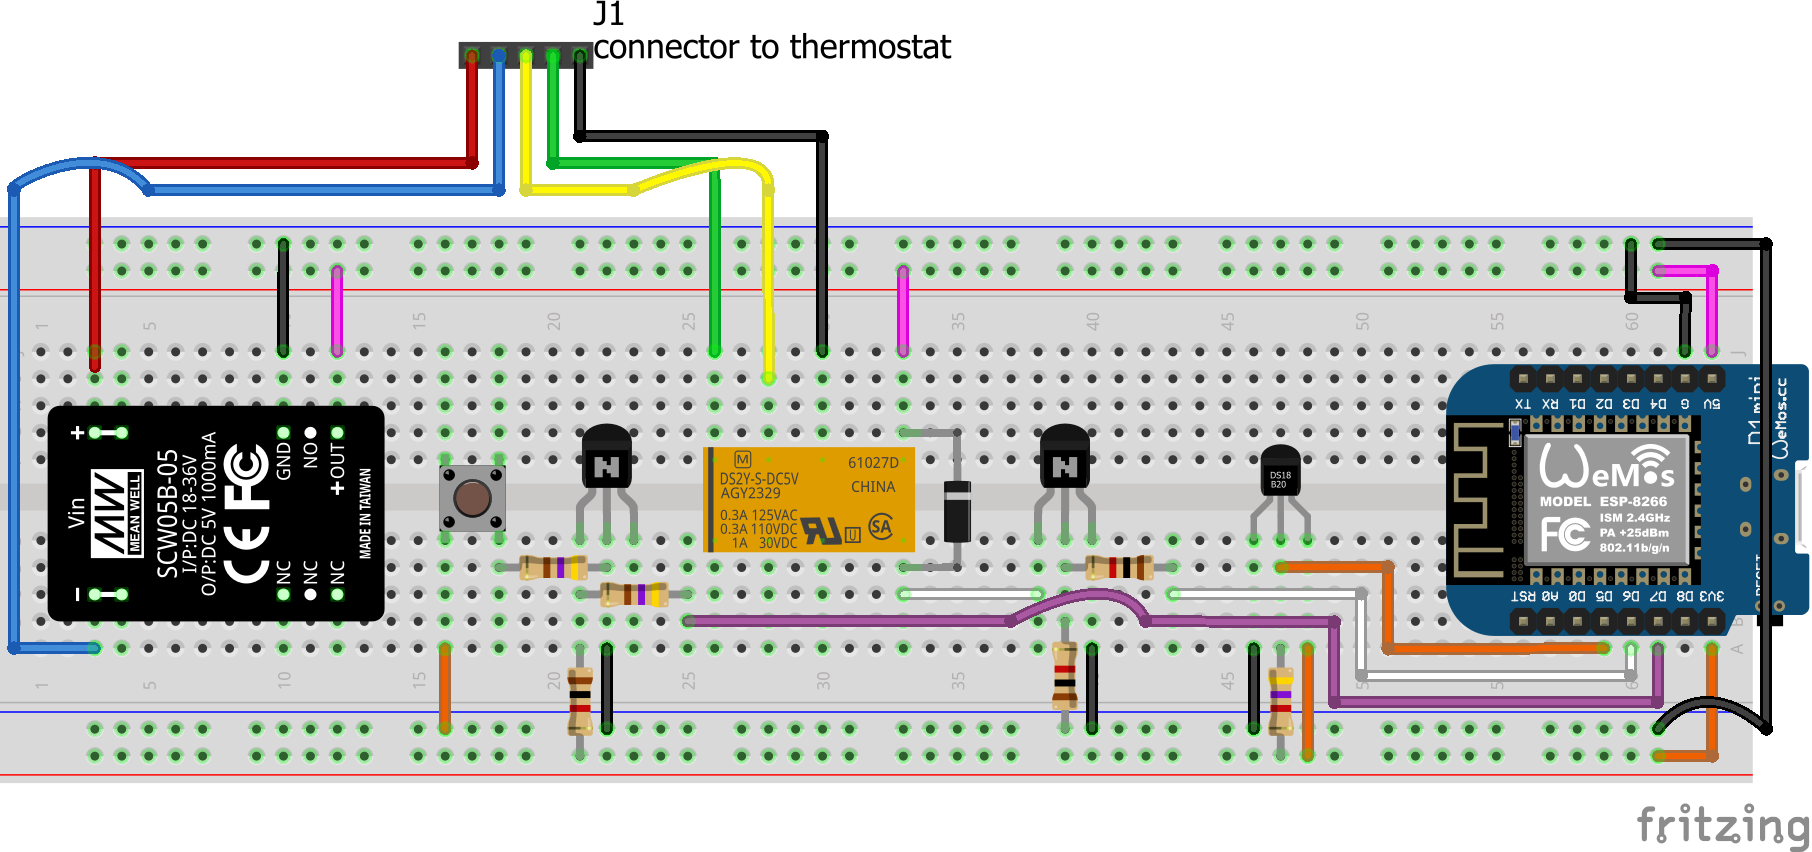 J1
connector to thermostat
1 5 10 15 20 25 30 35 40 45 50 55 60
J
+
Vin
−
MW
MEAN WELL
SCW05B-05
I/P:DC 18-36V
O/P:DC 5V 1000mA
CE FC
GND
NO
+OUT
NC
NC
NC
MADE IN TAIWAN
N
M
61027D
DS2Y-S-DC5V
AGY2329
CHINA
0.3A 125VAC
0.3A 110VDC
1A 30VDC
SA
N
DS18
B20
TX RX D1 D2 D3 D4 G 5V
D1 mini
WeMos.cc
WeMos
MODEL ESP-8266
FC
ISM 2.4GHz
PA +25dBm
802.11b/g/n
RESET
RST A0 D0 D5 D6 D7 D8 3V3
B
A
1 5 10 15 20 25 30 35 45 55
fritzing